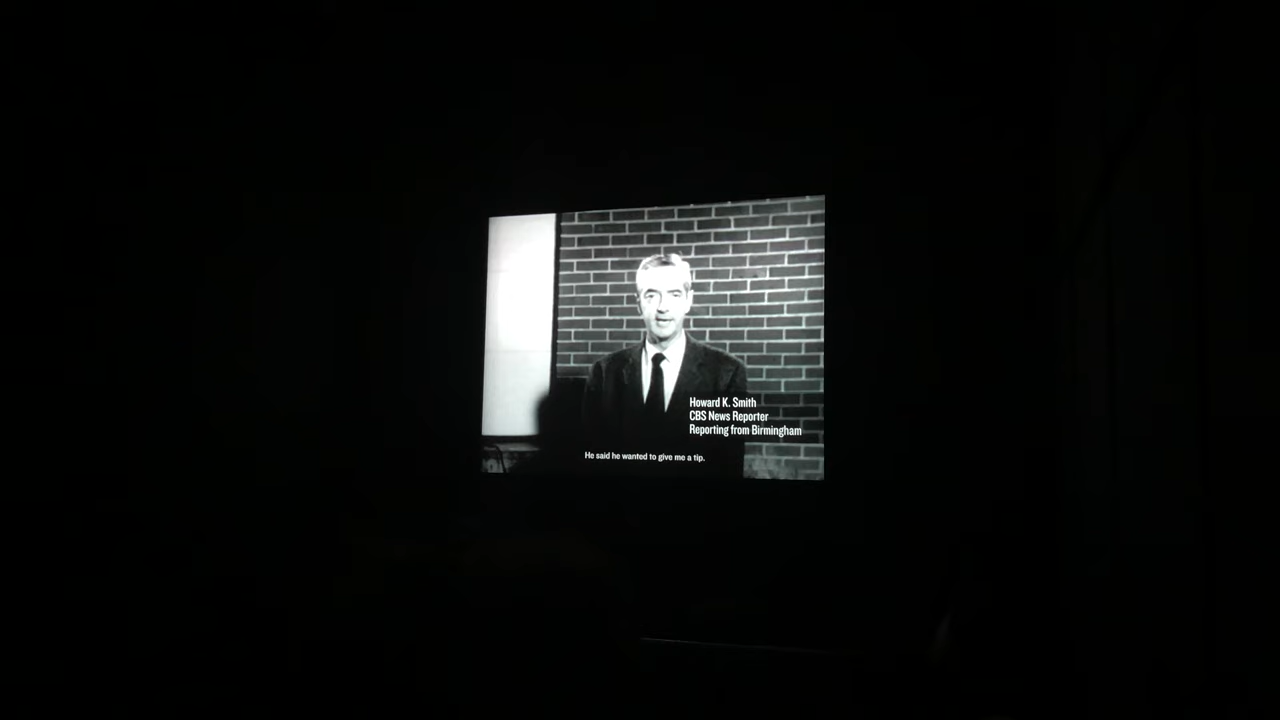 Howard K. Smith
CBS News Reporter
Reporting from Birmingham
He said he wanted to give me a tip.